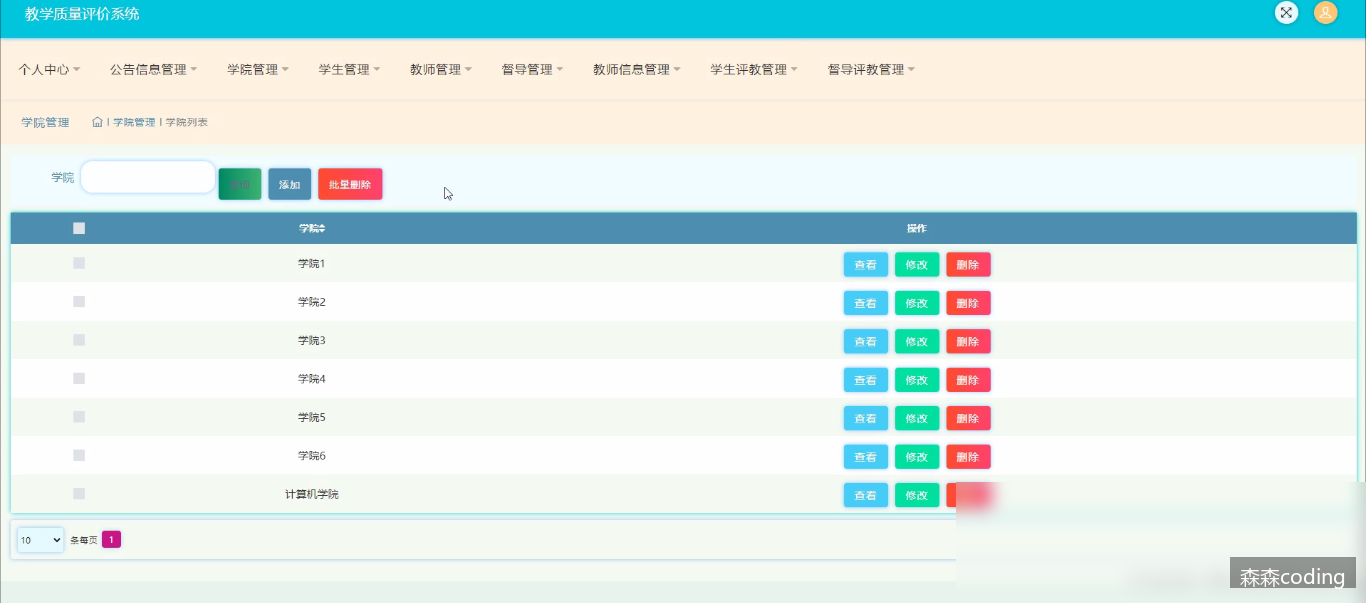 教学质量评价系统
个人中心 公告信息管理 学院管理 学生管理 教师管理 督导管理 教师信息管理 学生评教管理 督导评教管理
学院管理 学院管理 学院列表
学院 添加 批量删除
学院 操作
学院1 查看 修改 删除
学院2 查看 修改 删除
学院3 查看 修改 删除
学院4 查看 修改 删除
学院5 查看 修改 删除
学院6 查看 修改 删除
计算机学院 查看 修改
10 条每页 1
森森coding